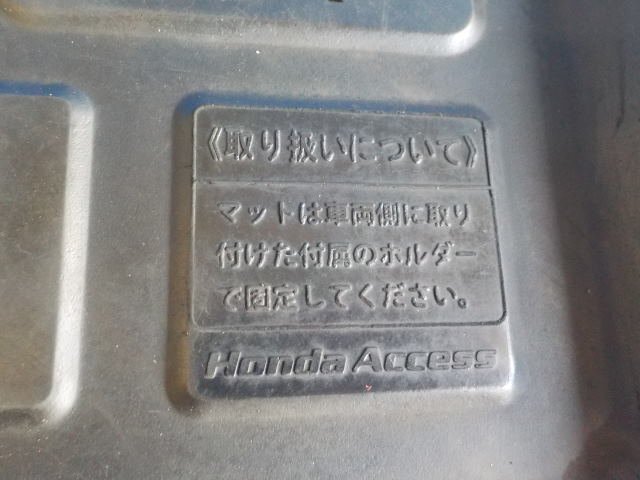 《取り扱いについて》
マットは車両側に取り
付けた付属のホルダー
で固定してください。
Honda Access